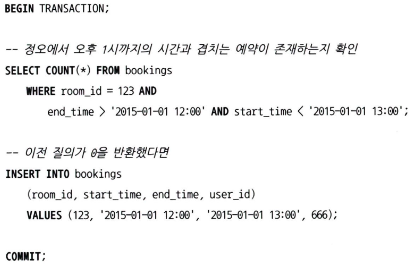 BEGIN TRANSACTION;
-- 정오에서 오후 1시까지의 시간과 겹치는 예약이 존재하는지 확인
SELECT COUNT(*) FROM bookings
WHERE room_id = 123 AND
end_time > '2015-01-01 12:00' AND start_time < '2015-01-01 13:00';
-- 이전 질의가 0을 반환했다면
INSERT INTO bookings
(room_id, start_time, end_time, user_id)
VALUES (123, '2015-01-01 12:00', '2015-01-01 13:00', 666);
COMMIT;